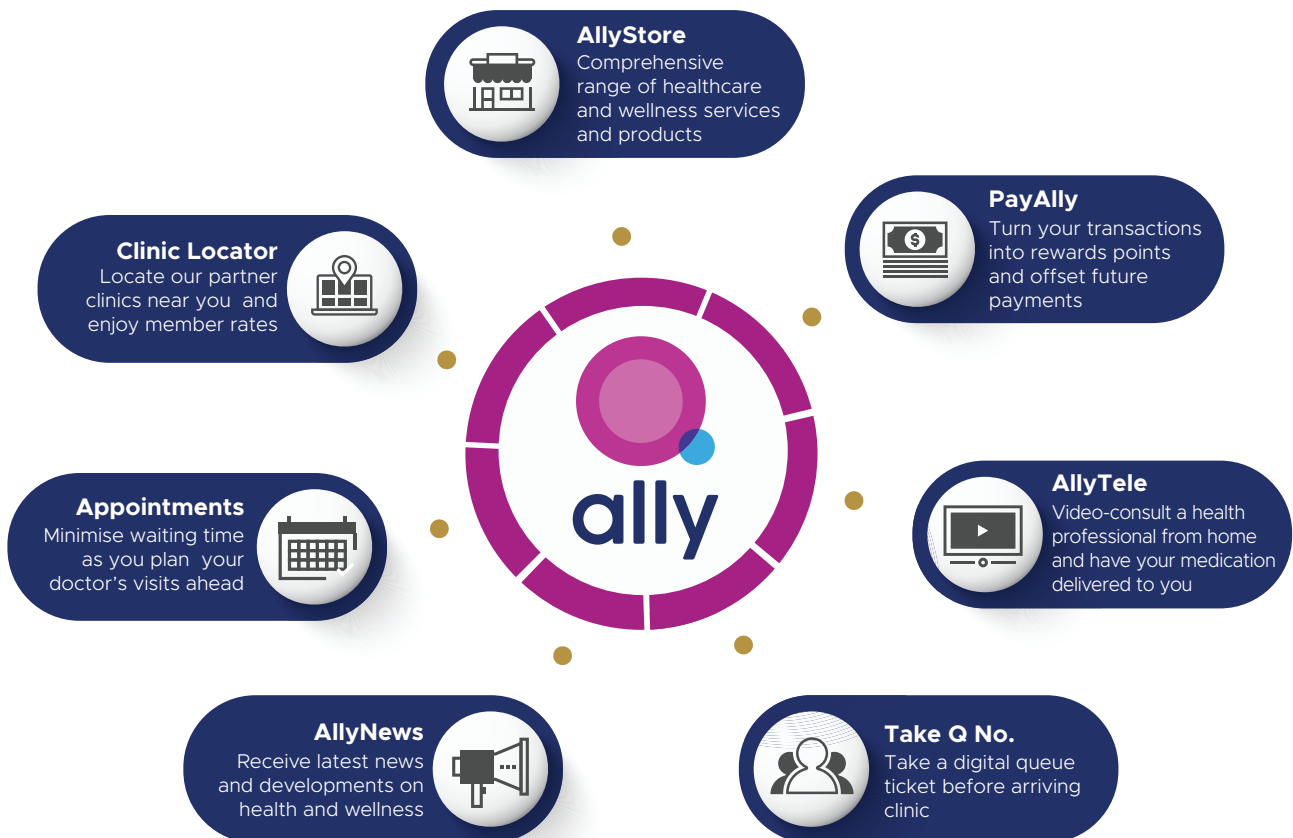 AllyStore
Comprehensive
range of healthcare
and wellness services
and products
PayAlly
Turn your transactions
into rewards points
and offset future
payments
Clinic Locator
Locate our partner
clinics near you and
enjoy member rates
ally
AllyTele
Video-consult a health
professional from home
and have your medication
delivered to you
Appointments
Minimise waiting time
as you plan your
doctor's visits ahead
AllyNews
Receive latest news
and developments on
health and wellness
Take Q No.
Take a digital queue
ticket before arriving
clinic